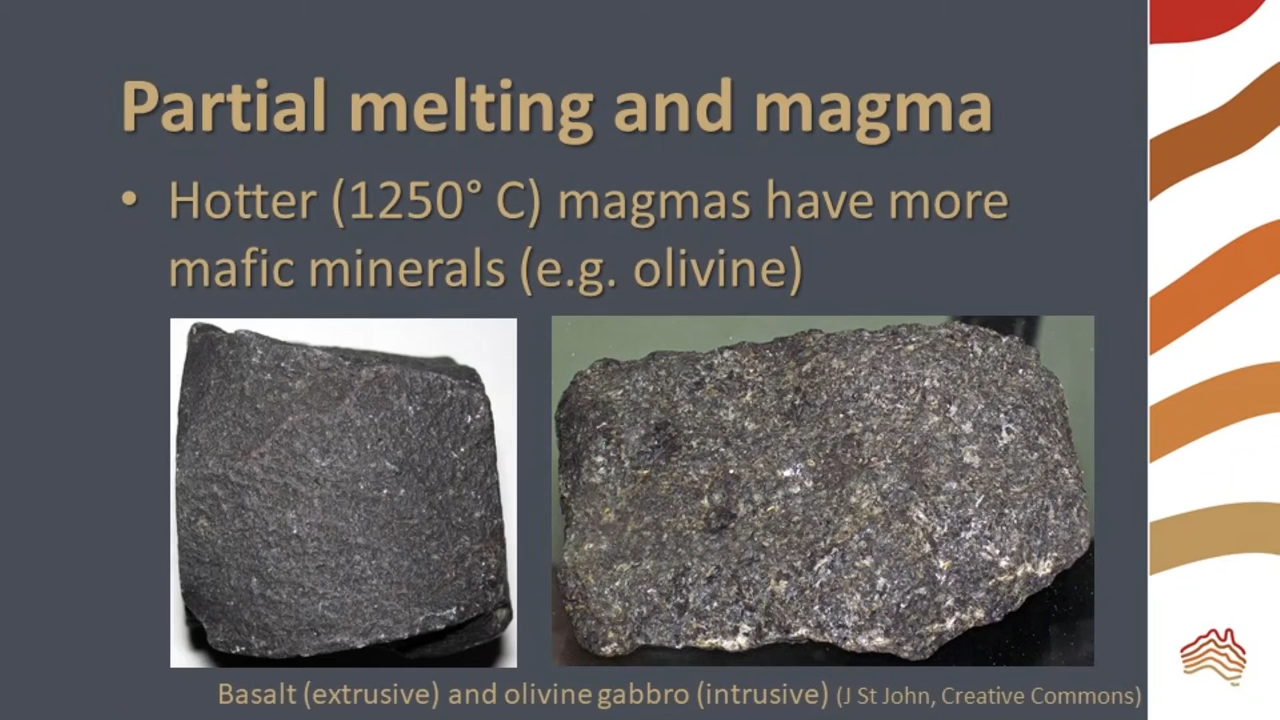 Partial melting and magma
• Hotter (1250° C) magmas have more
mafic minerals (e.g. olivine)
Basalt (extrusive) and olivine gabbro (intrusive) (J St John, Creative Commons)